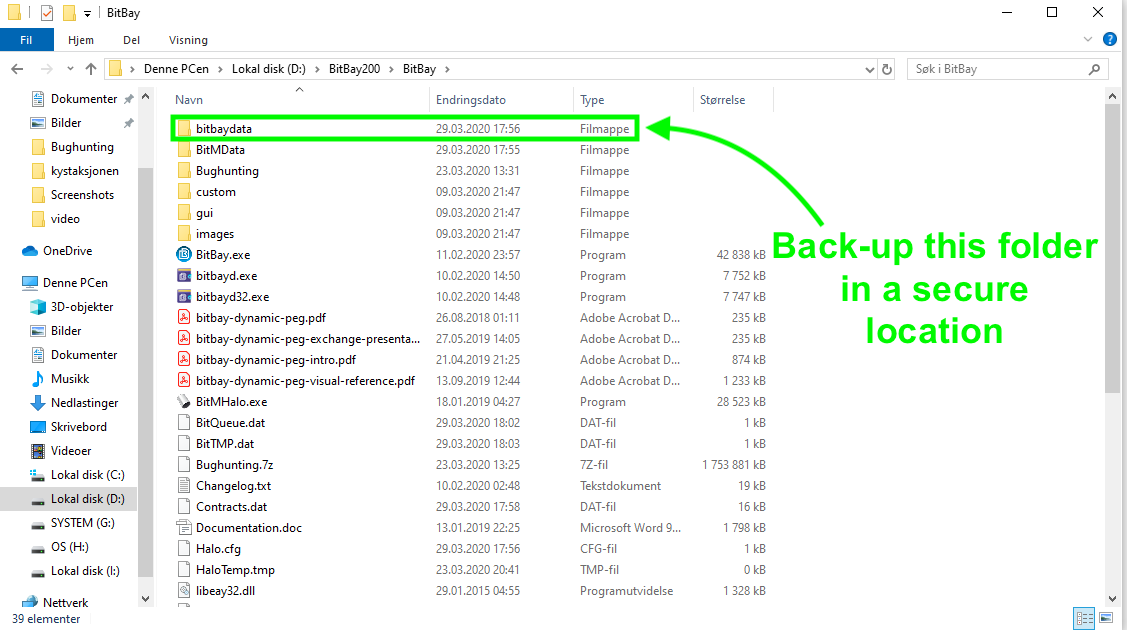 BitBay
Fil Hjem Del Visning
Denne PCen Lokal disk (D:) BitBay200 BitBay Søk i BitBay
Dokumenter
Bilder
Bughunting
kystaksjonen
Screenshots
video
OneDrive
Denne PCen
3D-objekter
Bilder
Dokumenter
Musikk
Nedlastinger
Skrivebord
Videoer
Lokal disk (C:)
Lokal disk (D:)
SYSTEM (G:)
OS (H:)
Lokal disk (I:)
Nettverk
Navn Endringsdato Type Størrelse
bitbaydata 29.03.2020 17:56 Filmappe
BitMData 29.03.2020 17:55 Filmappe
Bughunting 23.03.2020 13:31 Filmappe
custom 09.03.2020 21:47 Filmappe
gui 09.03.2020 21:47 Filmappe
images 09.03.2020 21:47 Filmappe
BitBay.exe 11.02.2020 23:57 Program 42 838 kB
bitbayd.exe 10.02.2020 14:50 Program 7 752 kB
bitbayd32.exe 10.02.2020 14:48 Program 7 747 kB
bitbay-dynamic-peg.pdf 26.08.2018 01:11 Adobe Acrobat D... 235 kB
bitbay-dynamic-peg-exchange-presenta... 27.05.2019 14:05 Adobe Acrobat D... 235 kB
bitbay-dynamic-peg-intro.pdf 21.04.2019 21:25 Adobe Acrobat D... 874 kB
bitbay-dynamic-peg-visual-reference.pdf 13.09.2019 12:44 Adobe Acrobat D... 1 233 kB
BitMHalo.exe 18.01.2019 04:27 Program 28 523 kB
BitQueue.dat 29.03.2020 18:02 DAT-fil 1 kB
BitTMP.dat 29.03.2020 18:03 DAT-fil 1 kB
Bughunting.7z 23.03.2020 13:25 7Z-fil 1 753 881 kB
Changelog.txt 10.02.2020 02:48 Tekstdokument 19 kB
Contracts.dat 29.03.2020 17:58 DAT-fil 16 kB
Documentation.doc 13.01.2019 22:25 Microsoft Word 9... 1 798 kB
Halo.cfg 29.03.2020 17:56 CFG-fil 1 kB
HaloTemp.tmp 23.03.2020 20:41 TMP-fil 0 kB
libeay32.dll 29.01.2015 04:55 Programutvidelse 1 328 kB
Back-up this folder
in a secure
location
39 elementer